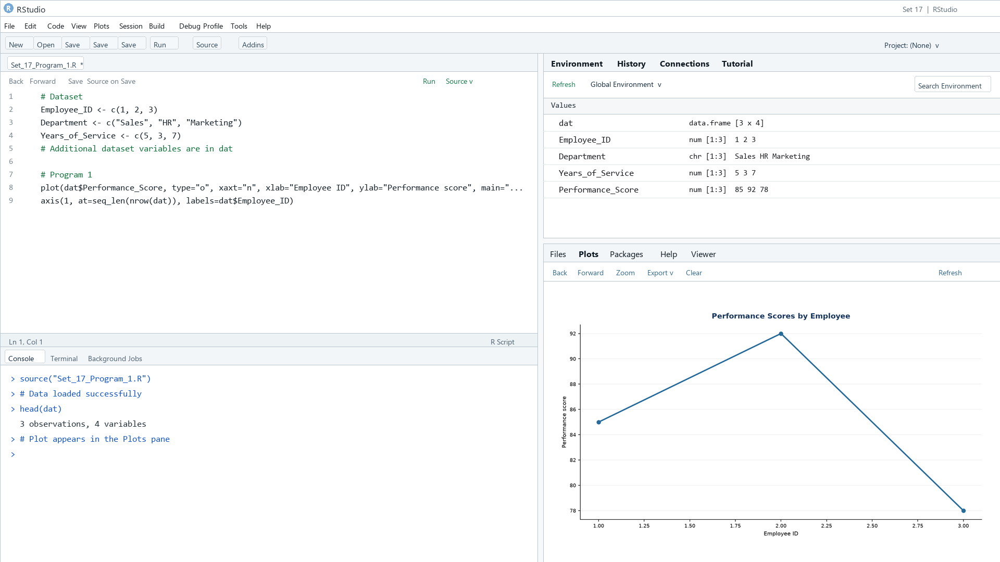 R RStudio
Set 17 | RStudio
File Edit Code View Plots Session Build Debug Profile Tools Help
New Open Save Save Save Run Source Addins
Project: (None) v
Set_17_Program_1.R *
Back Forward Save Source on Save Run Source v
1 # Dataset
2 Employee_ID <- c(1, 2, 3)
3 Department <- c("Sales", "HR", "Marketing")
4 Years_of_Service <- c(5, 3, 7)
5 # Additional dataset variables are in dat
6
7 # Program 1
8 plot(dat$Performance_Score, type="o", xaxt="n", xlab="Employee ID", ylab="Performance score", main="...
9 axis(1, at=seq_len(nrow(dat)), labels=dat$Employee_ID)
Ln 1, Col 1 R Script
Console Terminal Background Jobs
> source("Set_17_Program_1.R")
> # Data loaded successfully
> head(dat)
3 observations, 4 variables
> # Plot appears in the Plots pane
>
Environment History Connections Tutorial
Refresh Global Environment v Search Environment
Values
dat data.frame [3 x 4]
Employee_ID num [1:3] 1 2 3
Department chr [1:3] Sales HR Marketing
Years_of_Service num [1:3] 5 3 7
Performance_Score num [1:3] 85 92 78
Files Plots Packages Help Viewer
Back Forward Zoom Export v Clear Refresh
Performance Scores by Employee
92
90
88
86
84
82
80
78
Performance score
1.00 1.25 1.50 1.75 2.00 2.25 2.50 2.75 3.00
Employee ID